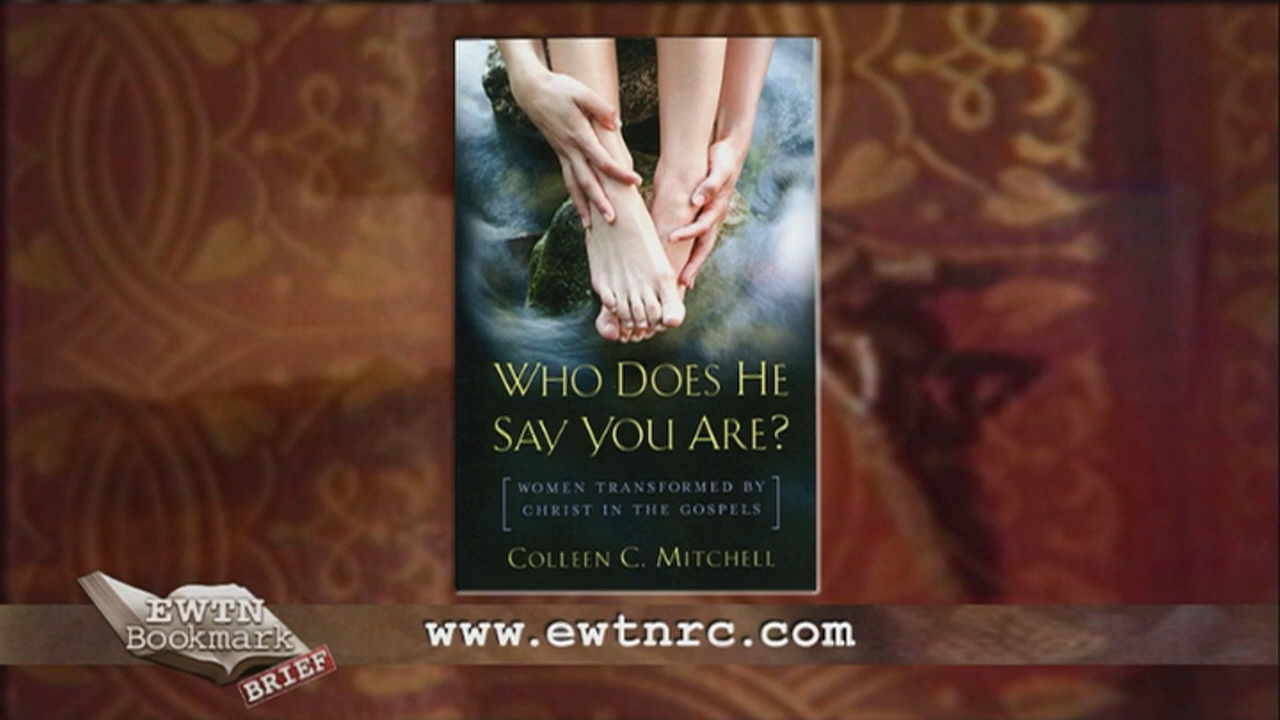 WHO DOES HE
SAY YOU ARE?
[WOMEN TRANSFORMED BY
CHRIST IN THE GOSPELS]
COLLEEN C. MITCHELL
EWTN
Bookmark
BRIEF
www.ewtnrc.com